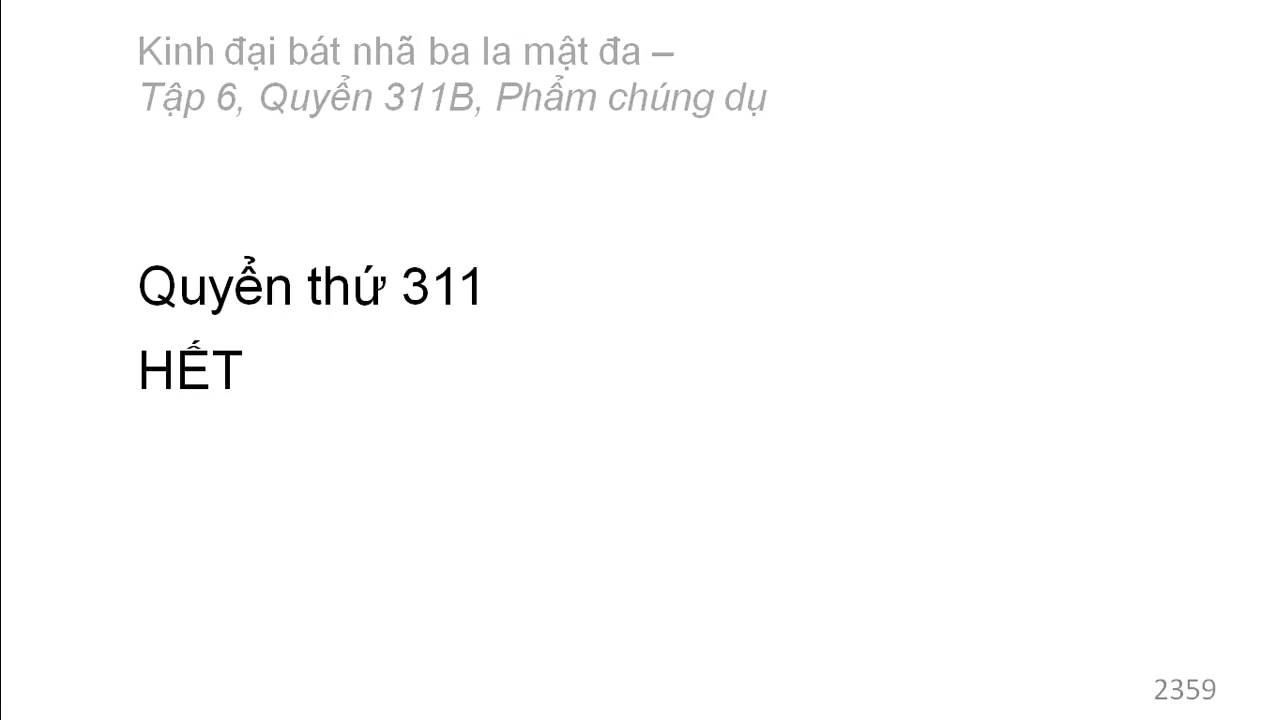 Kinh đại bát nhã ba la mật đa –
Tập 6, Quyển 311B, Phẩm chúng dụ
Quyển thứ 311
HẾT
2359